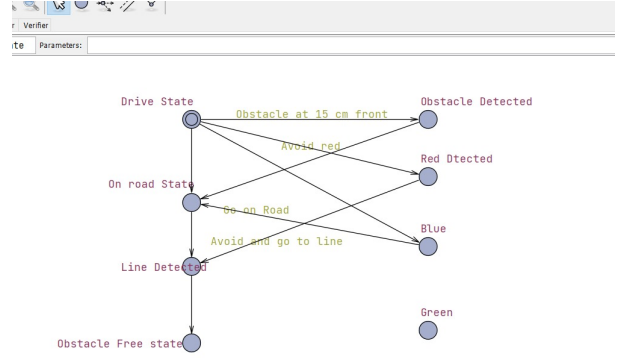 r Verifier
te Parameters:
Drive State
Obstacle Detected
Obstacle at 15 cm front
Avoid red
Red Dtected
On road State
Go on Road
Blue
Avoid and go to line
Line Detected
Green
Obstacle Free state